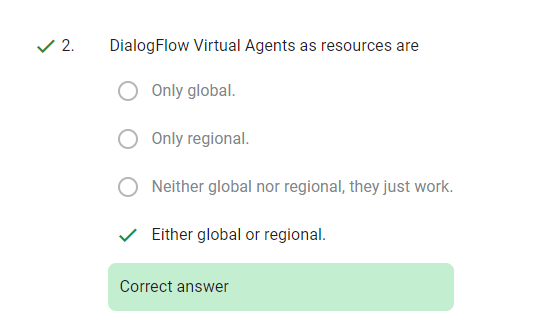 2. DialogFlow Virtual Agents as resources are
Only global.
Only regional.
Neither global nor regional, they just work.
Either global or regional.
Correct answer